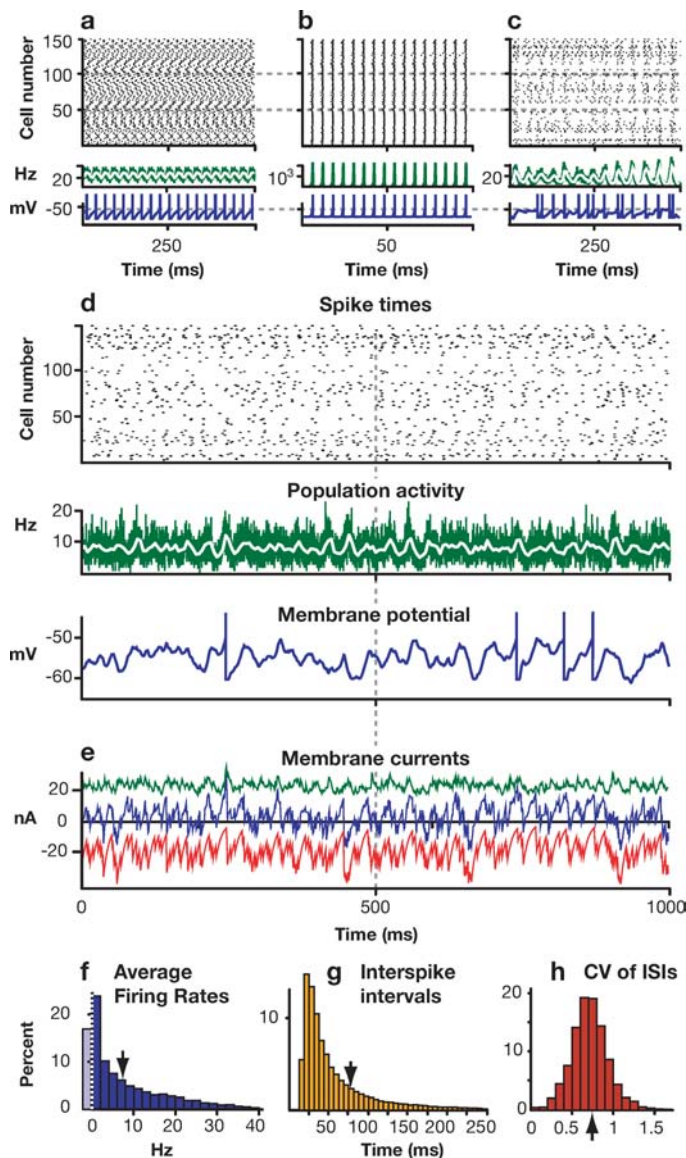 a b c
150
100
50
Cell number
Hz 20 10³ 20
mV -50
250 50 250
Time (ms) Time (ms) Time (ms)
d Spike times
100
50
Cell number
Population activity
Hz 20
10
Membrane potential
mV -50
-60
e Membrane currents
20
nA 0
-20
0 500 1000
Time (ms)
f Average Firing Rates
g Interspike intervals
h CV of ISIs
Percent
20
10
0
0 10 20 30 40
Hz
10
50 100 150 200 250
Time (ms)
20
10
0
0 0.5 1 1.5